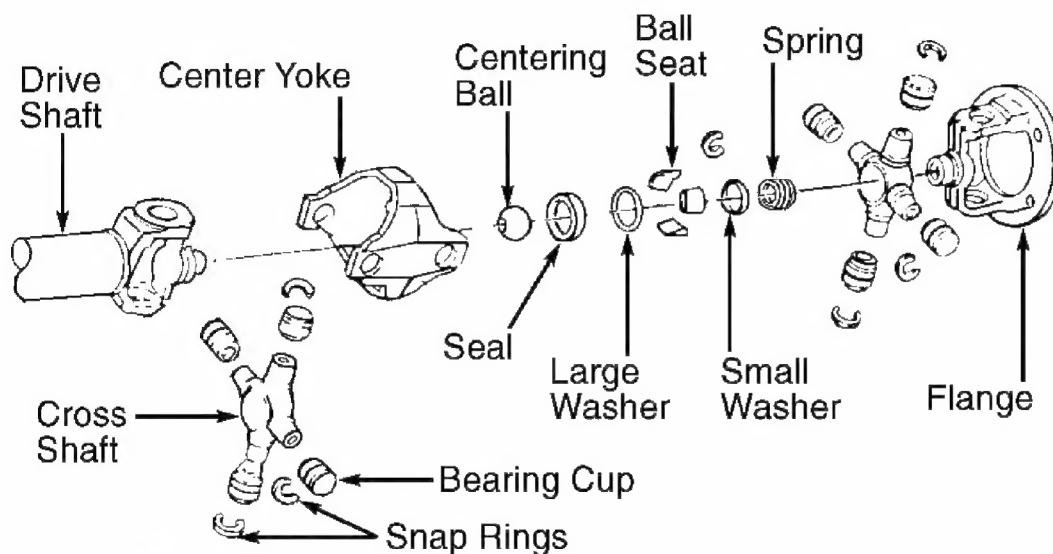 Drive
Shaft
Center Yoke
Centering
Ball
Ball
Seat
Spring
Seal
Large
Washer
Small
Washer
Flange
Cross
Shaft
Bearing Cup
Snap Rings